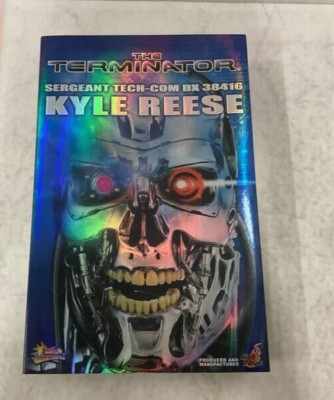 THE
TERMINATOR
SERGEANT TECH-COM DX 38416
KYLE REESE
PRODUCED AND
MANUFACTURED